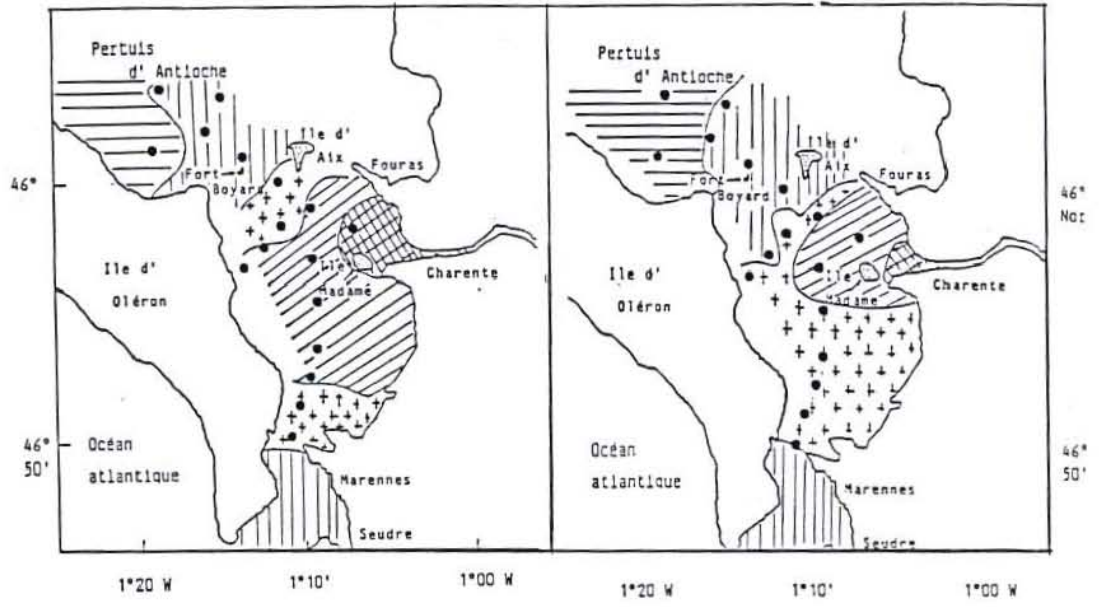 Pertuis
d' Antioche
Ile d'
Aix
Fouras
Fort
Boyard
46°
Ile d'
Oléron
Ile
Madamé
Charente
46°
50'
Océan
atlantique
Marennes
Seudre
1°20 W
1°10'
1°00 W
Pertuis
d' Antioche
Ile d'
Aix
Fouras
Fort
Boyard
46°
Nor
Ile d'
Oléron
Ile
Madame
Charente
Océan
atlantique
46°
50'
Marennes
Seudre
1°20 W
1°10'
1°00 W